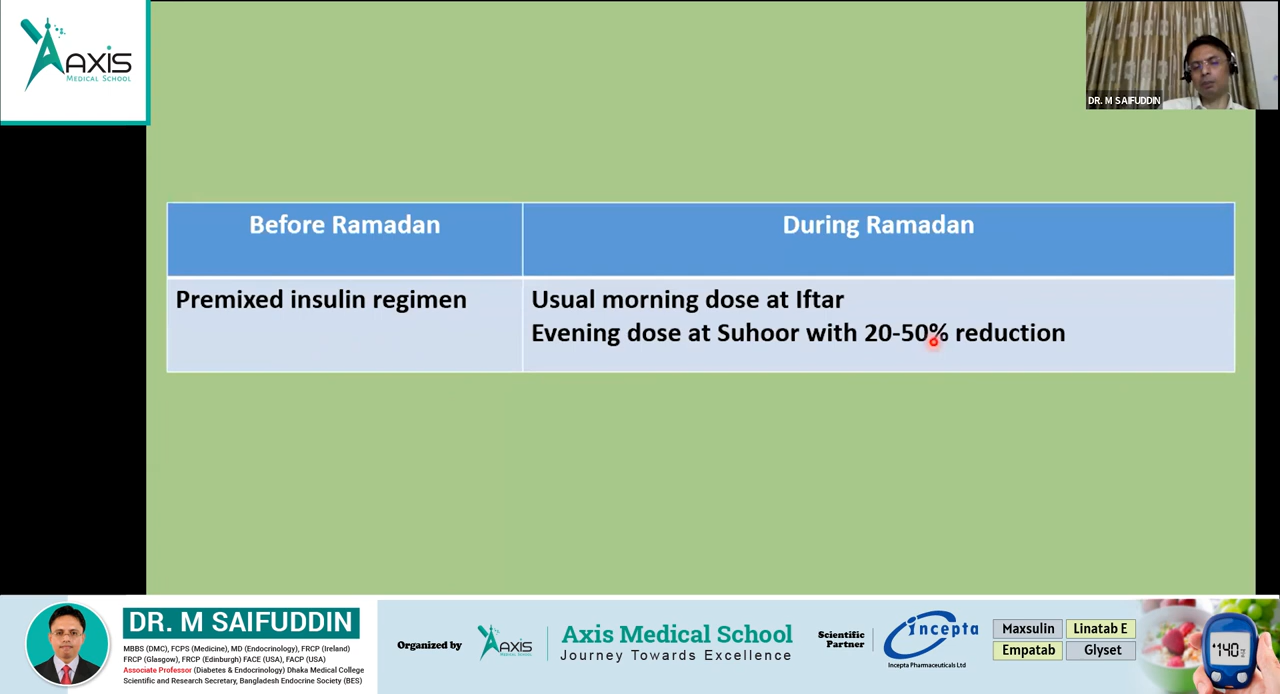 AXIS
MEDICAL SCHOOL
DR. M SAIFUDDIN
Before Ramadan
During Ramadan
Premixed insulin regimen
Usual morning dose at Iftar
Evening dose at Suhoor with 20-50% reduction
DR. M SAIFUDDIN
MBBS (DMC), FCPS (Medicine), MD (Endocrinology), FRCP (Ireland)
FRCP (Glasgow), FRCP (Edinburgh) FACE (USA), FACP (USA)
Associate Professor (Diabetes & Endocrinology) Dhaka Medical College
Scientific and Research Secretary, Bangladesh Endocrine Society (BES)
Organized by
AXIS
MEDICAL SCHOOL
Axis Medical School
Journey Towards Excellence
Scientific
Partner
incepta
Incepta Pharmaceuticals Ltd
Maxsulin
Linatab E
Empatab
Glyset
140